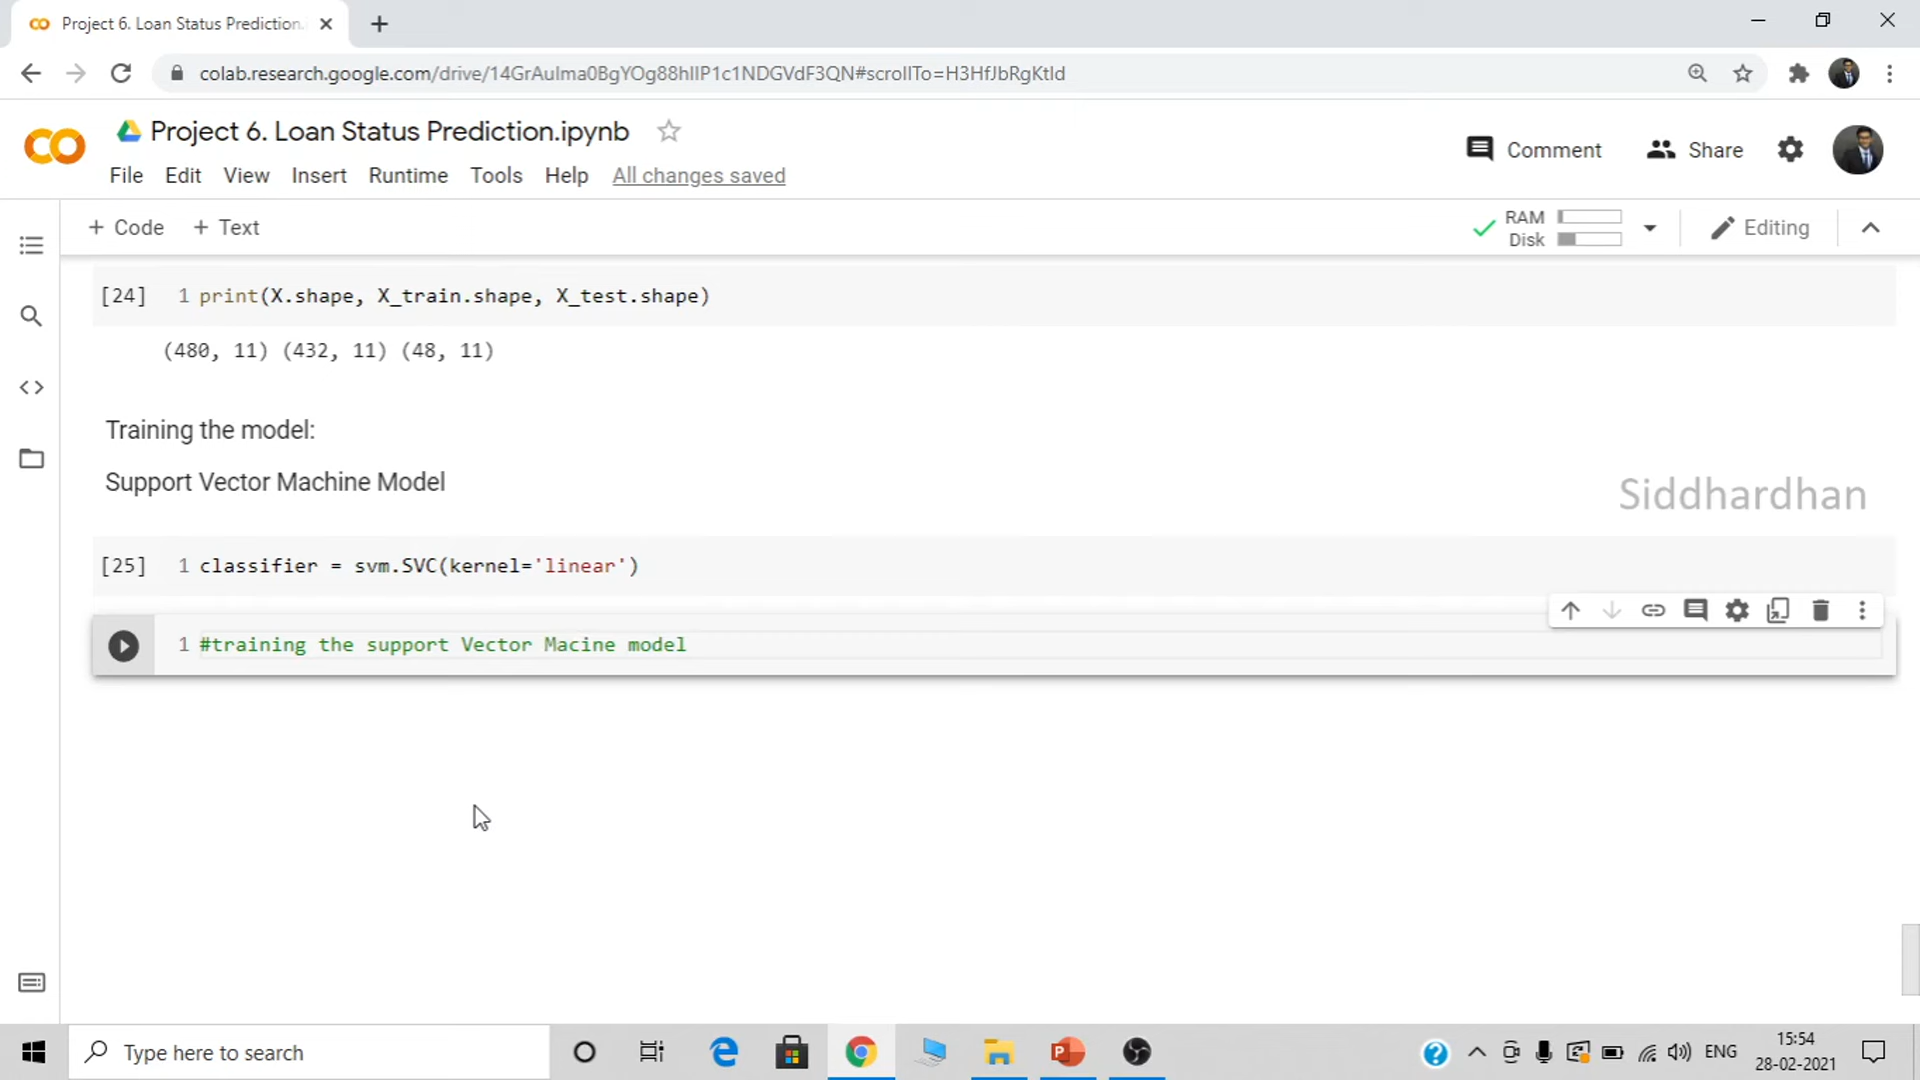 Project 6. Loan Status Prediction.
colab.research.google.com/drive/14GrAuIma0BgYOg88hIIP1c1NDGVdF3QN#scrollTo=H3HfJbRgKtId
Project 6. Loan Status Prediction.ipynb
Comment
Share
File Edit View Insert Runtime Tools Help All changes saved
+ Code + Text
RAM
Disk
Editing
[24] 1 print(X.shape, X_train.shape, X_test.shape)
(480, 11) (432, 11) (48, 11)
Training the model:
Support Vector Machine Model
Siddhardhan
[25] 1 classifier = svm.SVC(kernel='linear')
1 #training the support Vector Macine model
Type here to search
ENG
15:54
28-02-2021